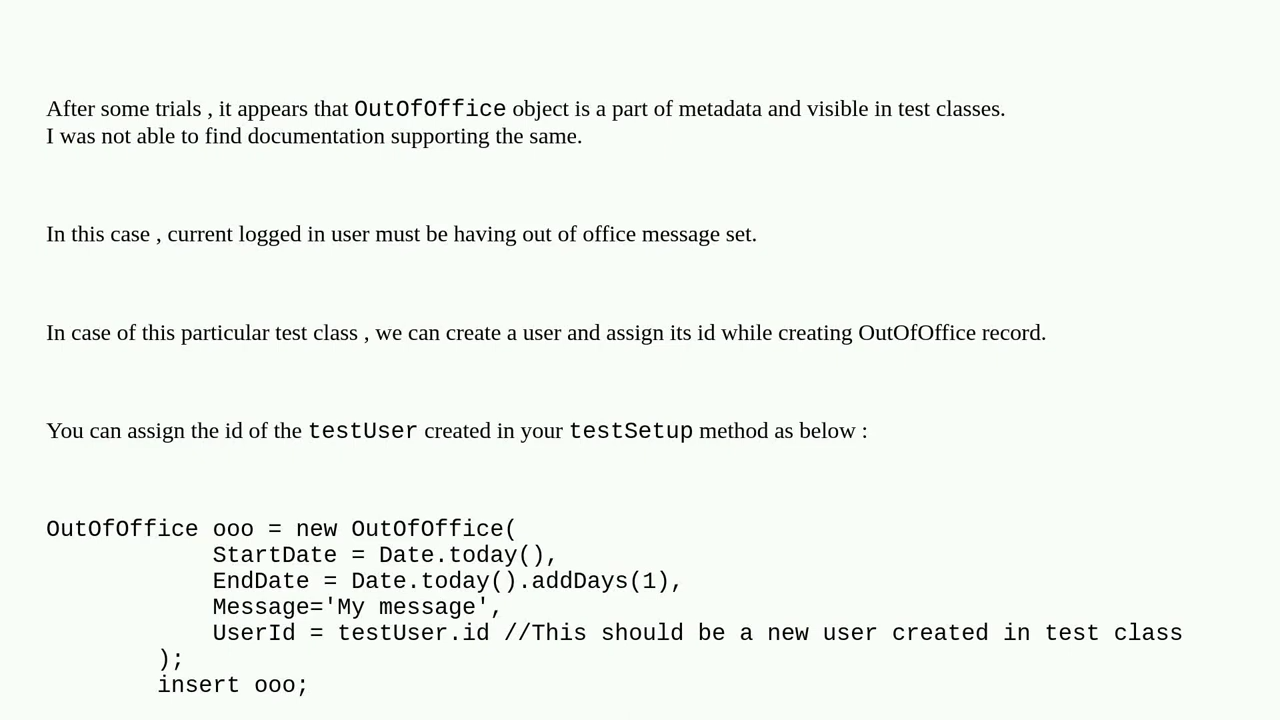 After some trials , it appears that OutOfOffice object is a part of metadata and visible in test classes.
I was not able to find documentation supporting the same.
In this case , current logged in user must be having out of office message set.
In case of this particular test class , we can create a user and assign its id while creating OutOfOffice record.
You can assign the id of the testUser created in your testSetup method as below :
OutOfOffice ooo = new OutOfOffice(
            StartDate = Date.today(),
            EndDate = Date.today().addDays(1),
            Message='My message',
            UserId = testUser.id //This should be a new user created in test class
        );
        insert ooo;